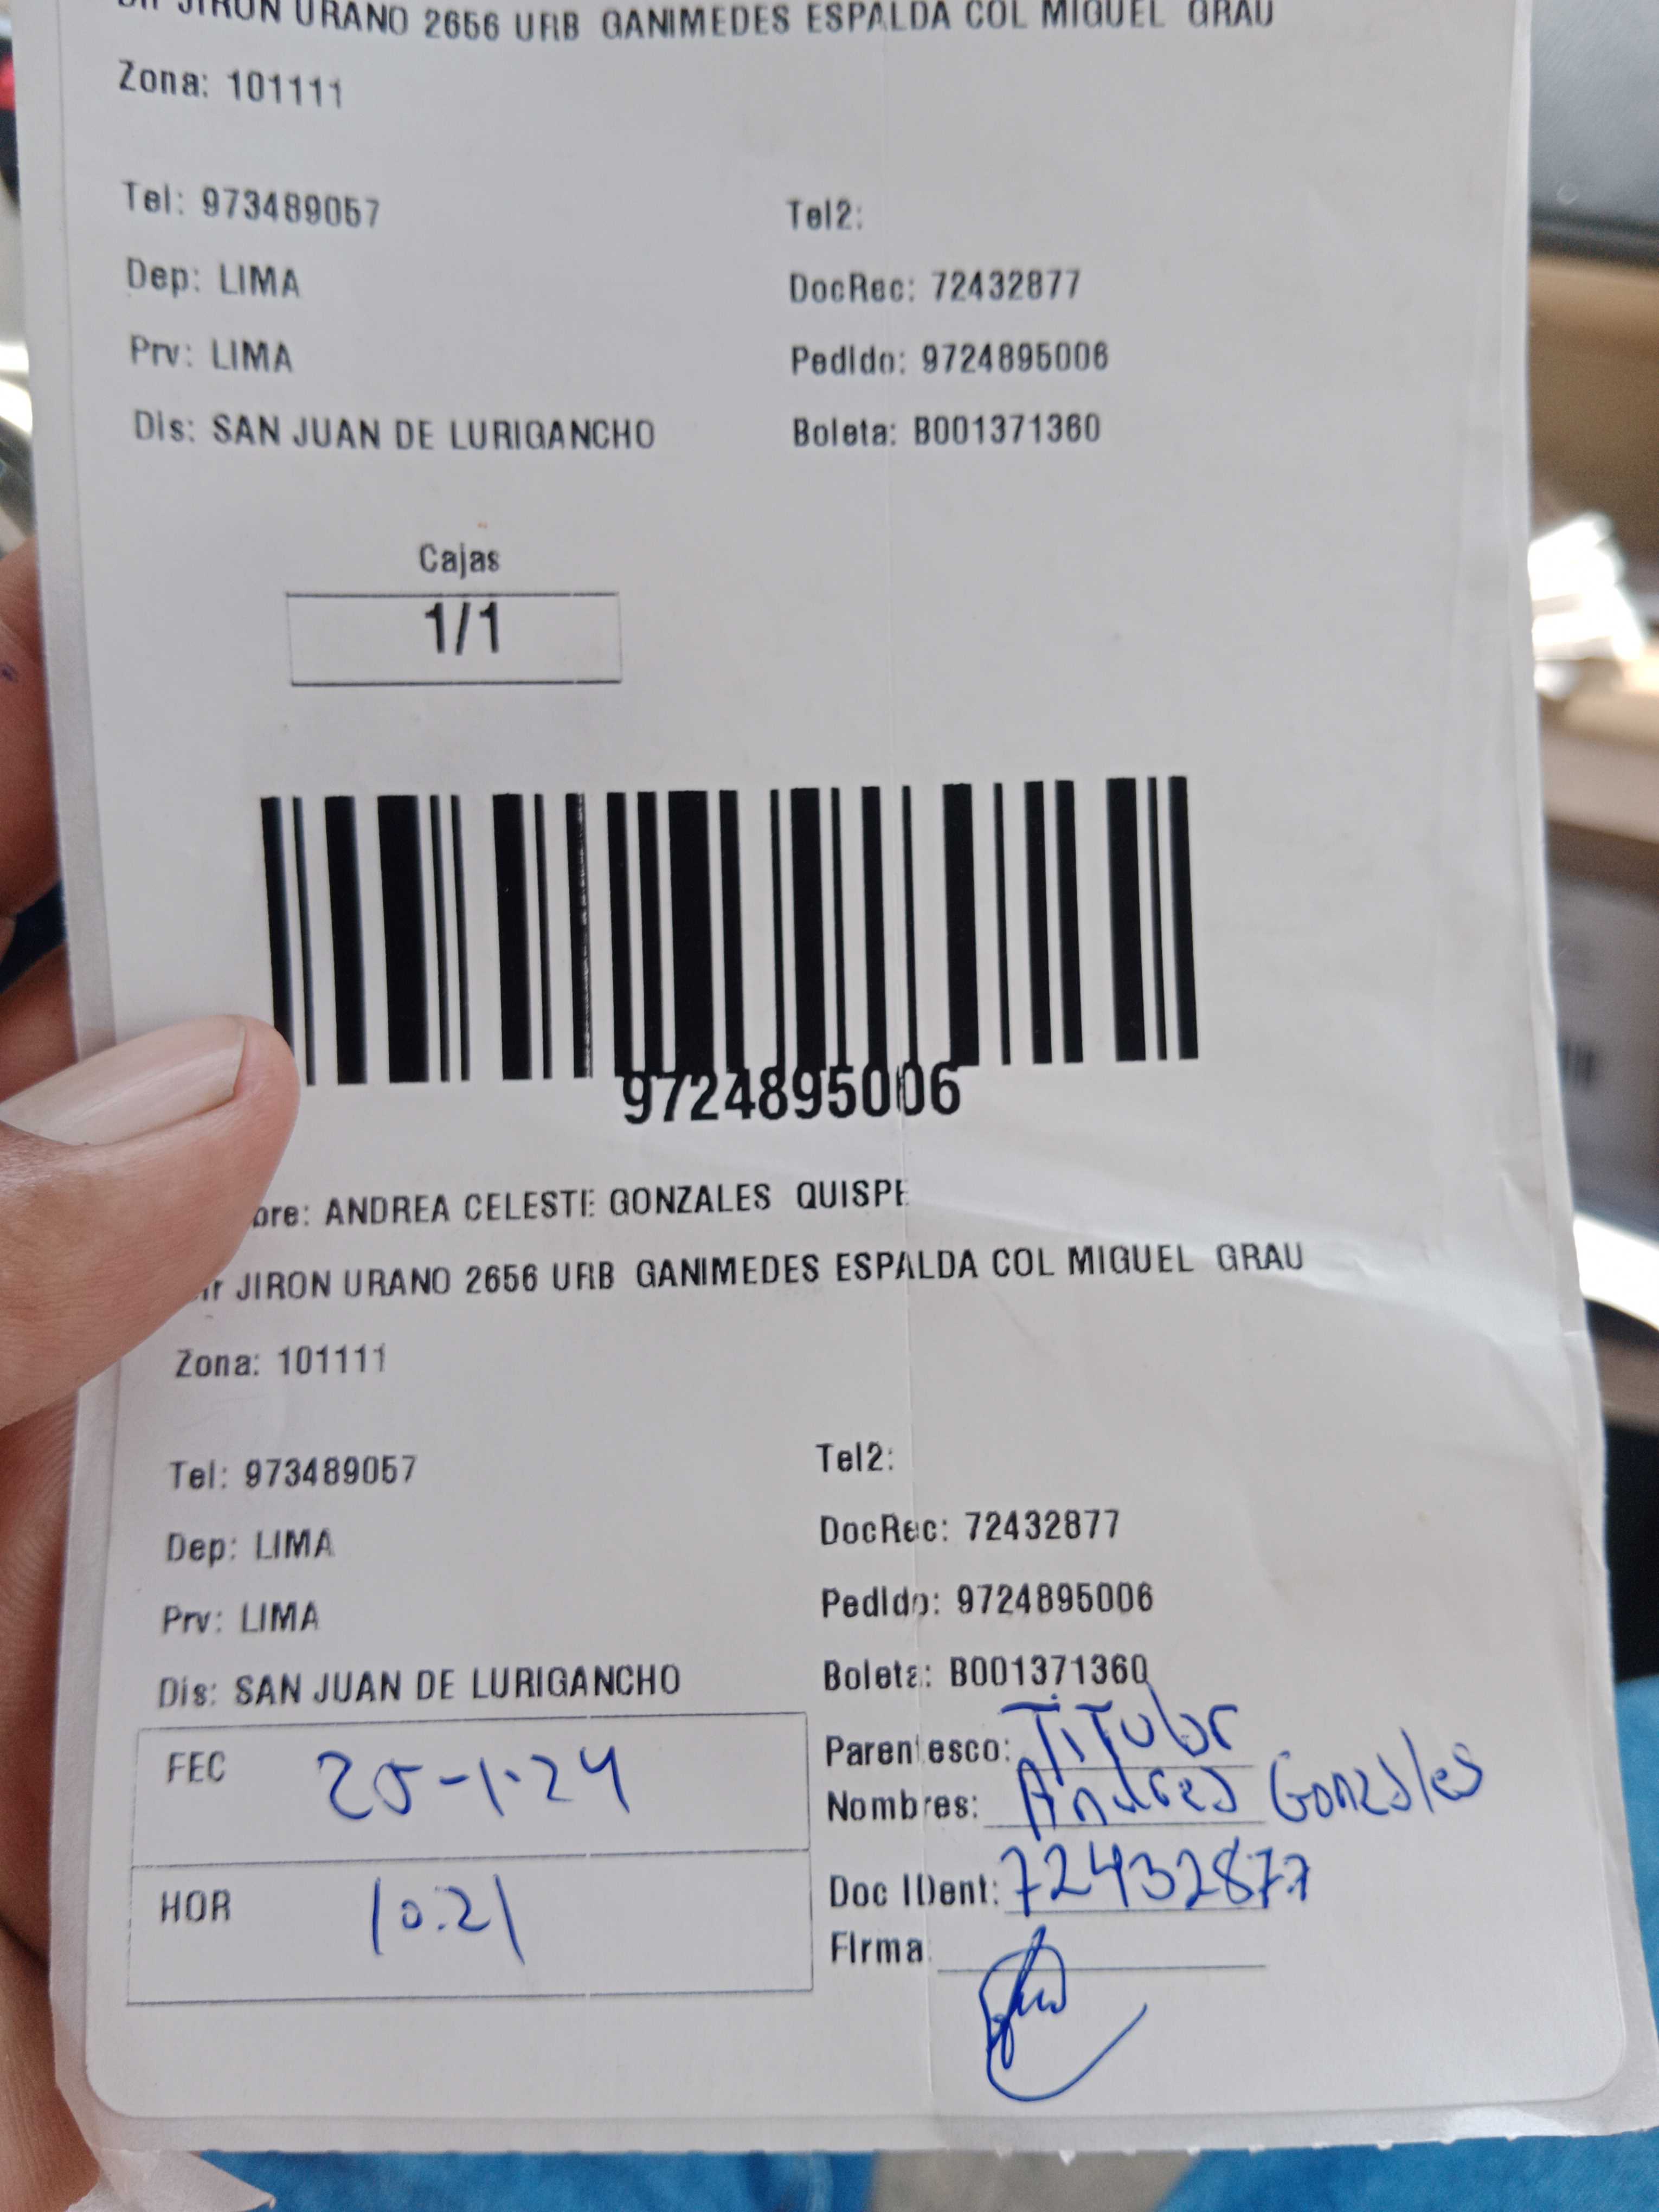 JIRON URANO 2656 URB GANIMEDES ESPALDA COL MIGUEL GRAU
Zona: 101111
Tel: 973489057
Tel2:
Dep: LIMA
DocRec: 72432877
Prv: LIMA
Pedido: 9724895006
Dis: SAN JUAN DE LURIGANCHO
Boleta: B001371360
Cajas
1/1
9724895006
bre: ANDREA CELESTE GONZALES QUISPE
ir JIRON URANO 2656 URB GANIMEDES ESPALDA COL MIGUEL GRAU
Zona: 101111
Tel: 973489057
Tel2:
Dep: LIMA
DocRec: 72432877
Prv: LIMA
Pedido: 9724895006
Dis: SAN JUAN DE LURIGANCHO
Boleta: B001371360
FEC 25-1-24
Parentesco: Titular
Nombres: Andrea Gonzales
HOR 10:21
Doc IDent: 72432877
Firma